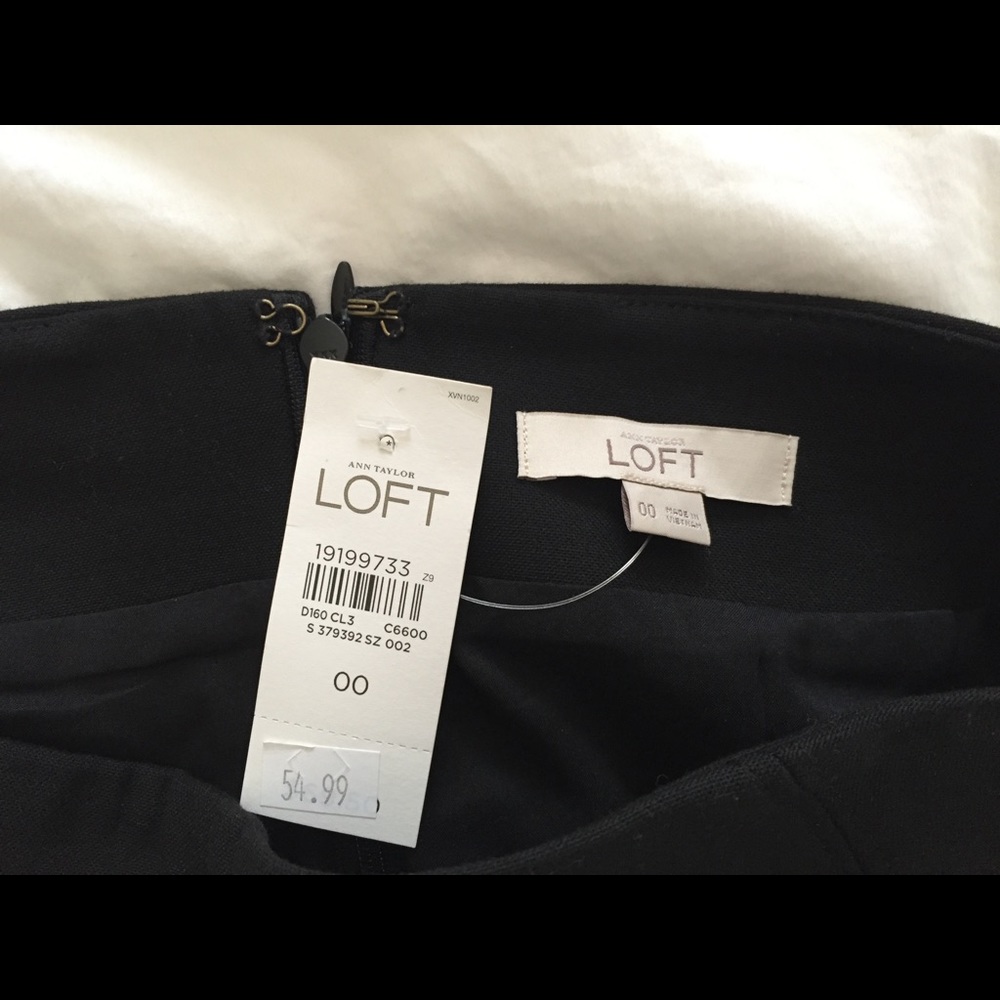 XVN1002
ANN TAYLOR
LOFT
19199733
Z9
D160 CL3 C6600
S 379392 SZ 002
00
54.99
ANN TAYLOR
LOFT
00 MADE IN
VIETNAM